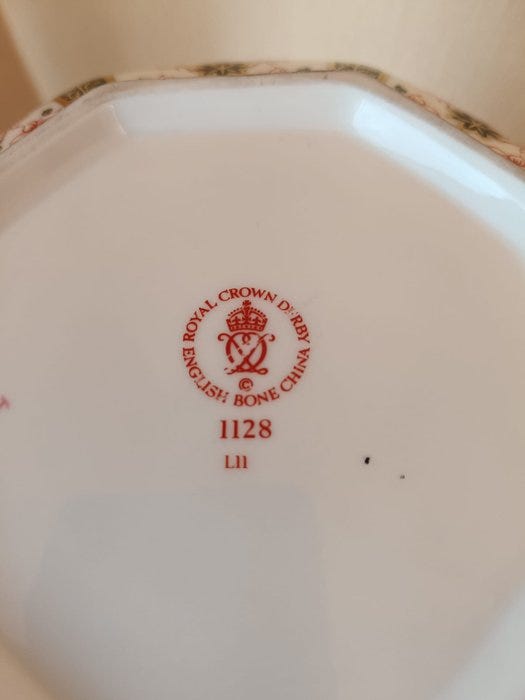 ROYAL CROWN DERBY
ENGLISH BONE CHINA
©
1128
LII